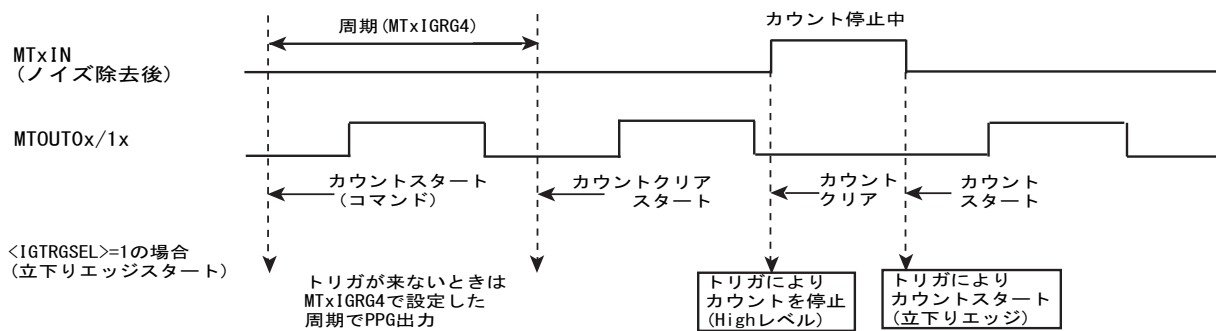 周期(MTxIGRG4)
カウント停止中
MTxIN
(ノイズ除去後)
MTOUT0x/1x
カウントスタート
(コマンド)
カウントクリア
スタート
カウント
クリア
カウント
スタート
<IGTRGSEL>=1の場合
(立下りエッジスタート)
トリガが来ないときは
MTxIGRG4で設定した
周期でPPG出力
トリガにより
カウントを停止
(Highレベル)
トリガにより
カウントスタート
(立下りエッジ)